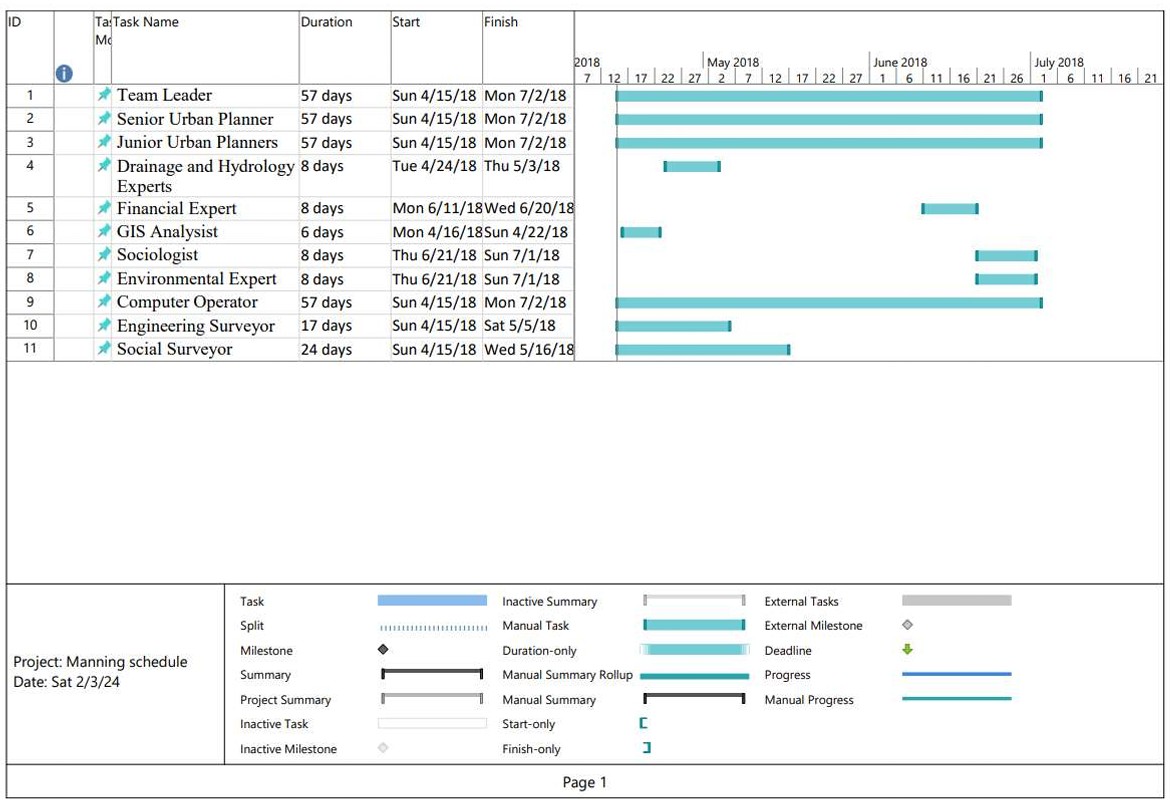 ID Tas Task Name Duration Start Finish
Mo
2018 May 2018 June 2018 July 2018
7 12 17 22 27 2 7 12 17 22 27 1 6 11 16 21 26 1 6 11 16 21
1 Team Leader 57 days Sun 4/15/18 Mon 7/2/18
2 Senior Urban Planner 57 days Sun 4/15/18 Mon 7/2/18
3 Junior Urban Planners 57 days Sun 4/15/18 Mon 7/2/18
4 Drainage and Hydrology 8 days Tue 4/24/18 Thu 5/3/18
Experts
5 Financial Expert 8 days Mon 6/11/18 Wed 6/20/18
6 GIS Analyst 6 days Mon 4/16/18 Sun 4/22/18
7 Sociologist 8 days Thu 6/21/18 Sun 7/1/18
8 Environmental Expert 8 days Thu 6/21/18 Sun 7/1/18
9 Computer Operator 57 days Sun 4/15/18 Mon 7/2/18
10 Engineering Surveyor 17 days Sun 4/15/18 Sat 5/5/18
11 Social Surveyor 24 days Sun 4/15/18 Wed 5/16/18
Project: Manning schedule
Date: Sat 2/3/24
Task
Split
Milestone
Summary
Project Summary
Inactive Task
Inactive Milestone
Inactive Summary
Manual Task
Duration-only
Manual Summary Rollup
Manual Summary
Start-only
Finish-only
External Tasks
External Milestone
Deadline
Progress
Manual Progress
Page 1